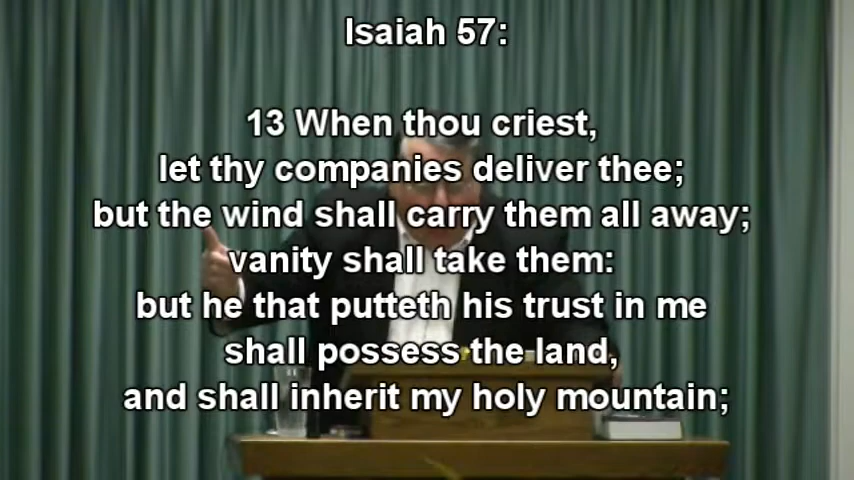 Isaiah 57:
13 When thou criest,
let thy companies deliver thee;
but the wind shall carry them all away;
vanity shall take them:
but he that putteth his trust in me
shall possess the land,
and shall inherit my holy mountain;